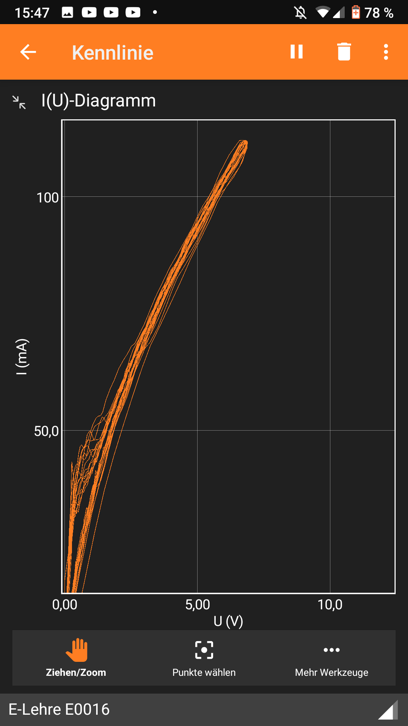 15:47
78 %
Kennlinie
I(U)-Diagramm
100
50,0
I (mA)
0,00 5,00 10,0
U (V)
Ziehen/Zoom Punkte wählen Mehr Werkzeuge
E-Lehre E0016